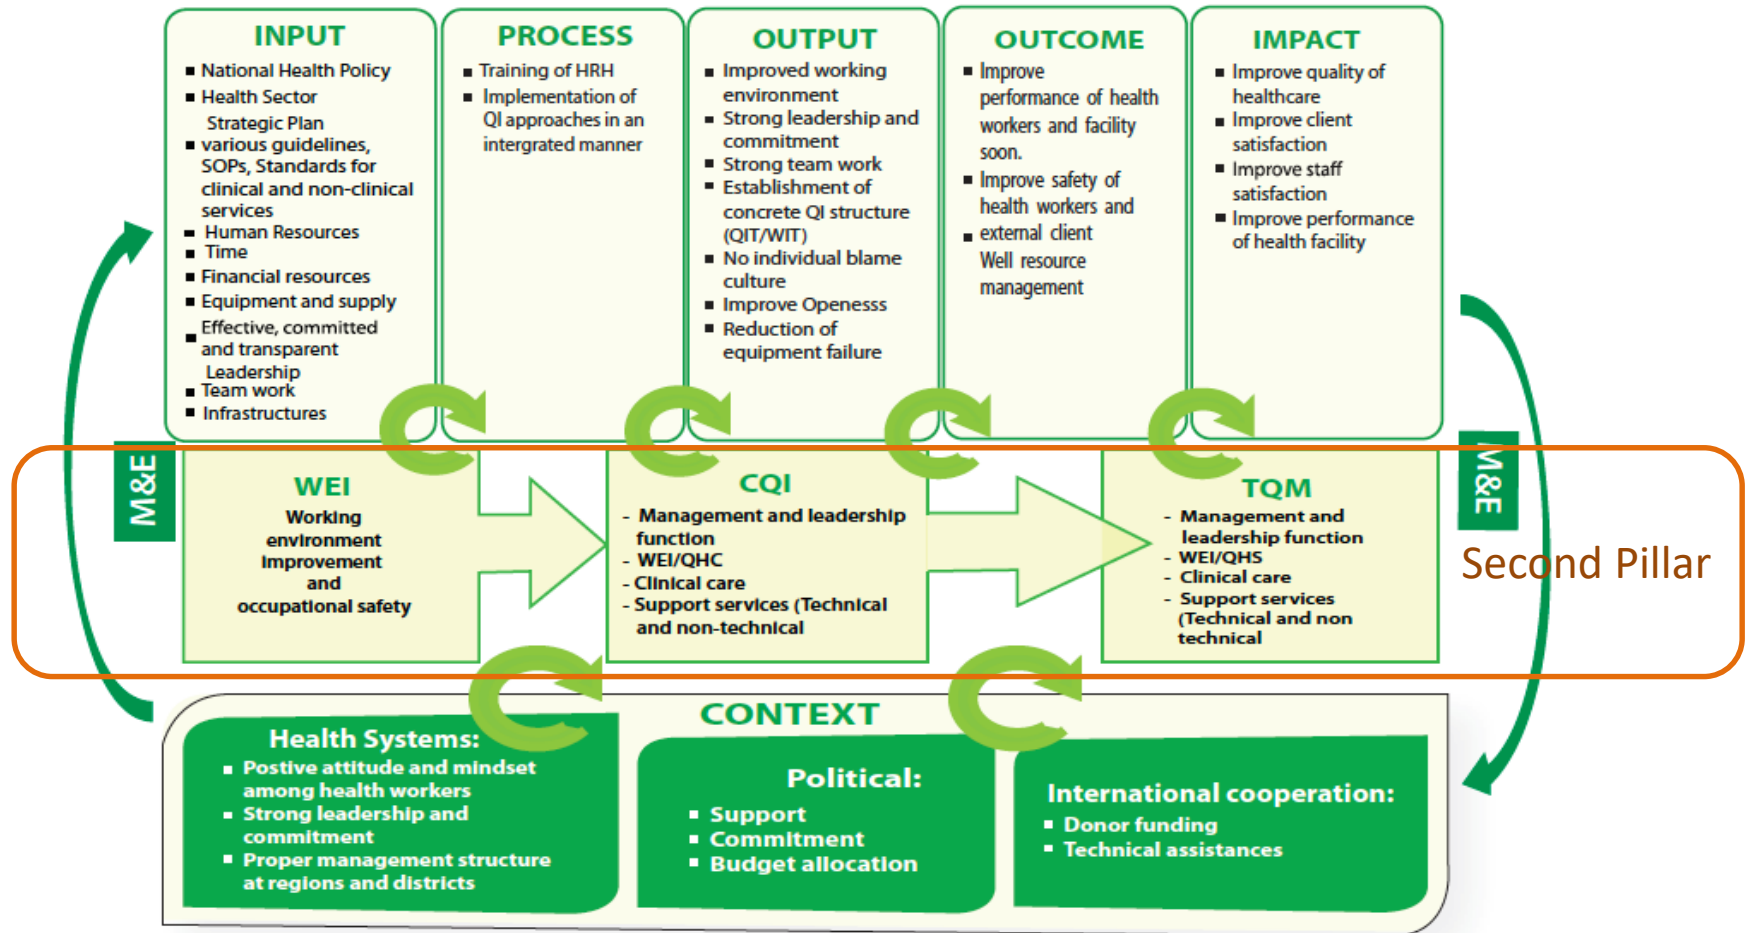 INPUT
▪ National Health Policy
▪ Health Sector
Strategic Plan
▪ various guidelines,
SOPs, Standards for
clinical and non-clinical
services
▪ Human Resources
▪ Time
▪ Financial resources
▪ Equipment and supply
▪ Effective, committed
and transparent
Leadership
▪ Team work
▪ Infrastructures
PROCESS
▪ Training of HRH
▪ Implementation of
QI approaches in an
intergrated manner
OUTPUT
▪ Improved working
environment
▪ Strong leadership and
commitment
▪ Strong team work
▪ Establishment of
concrete QI structure
(QIT/WIT)
▪ No individual blame
culture
▪ Improve Openesss
▪ Reduction of
equipment failure
OUTCOME
▪ Improve
performance of health
workers and facility
soon.
▪ Improve safety of
health workers and
▪ external client
Well resource
management
IMPACT
▪ Improve quality of
healthcare
▪ Improve client
satisfaction
▪ Improve staff
satisfaction
▪ Improve performance
of health facility
M&E
WEI
Working
environment
improvement
and
occupational safety
CQI
- Management and leadership
function
- WEI/QHC
- Clinical care
- Support services (Technical
and non-technical
TQM
- Management and
leadership function
- WEI/QHS
- Clinical care
- Support services
(Technical and non
technical
M&E
Second Pillar
CONTEXT
Health Systems:
▪ Postive attitude and mindset
among health workers
▪ Strong leadership and
commitment
▪ Proper management structure
at regions and districts
Political:
▪ Support
▪ Commitment
▪ Budget allocation
International cooperation:
▪ Donor funding
▪ Technical assistances